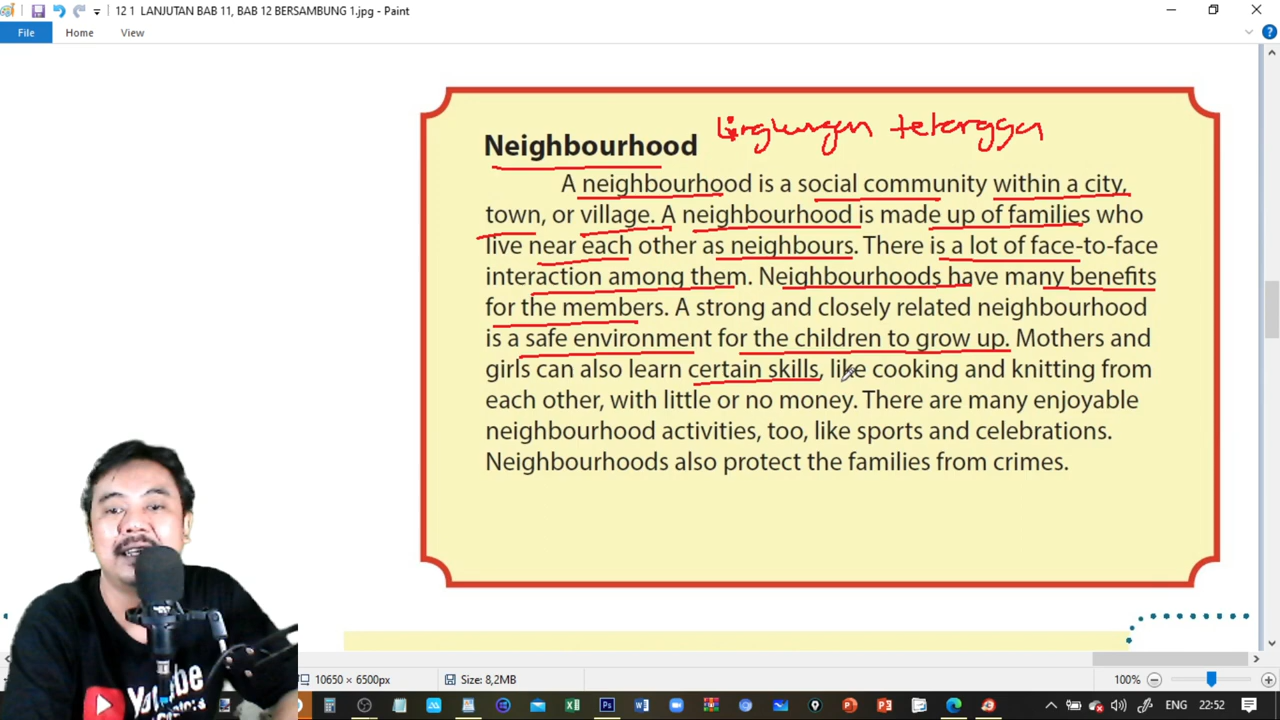 12 1 LANJUTAN BAB 11, BAB 12 BERSAMBUNG 1.jpg - Paint
File Home View
Neighbourhood lingkungan tetangga
A neighbourhood is a social community within a city,
town, or village. A neighbourhood is made up of families who
live near each other as neighbours. There is a lot of face-to-face
interaction among them. Neighbourhoods have many benefits
for the members. A strong and closely related neighbourhood
is a safe environment for the children to grow up. Mothers and
girls can also learn certain skills, like cooking and knitting from
each other, with little or no money. There are many enjoyable
neighbourhood activities, too, like sports and celebrations.
Neighbourhoods also protect the families from crimes.
YouTube
10650 × 6500px Size: 8,2MB 100%
ENG 22:52